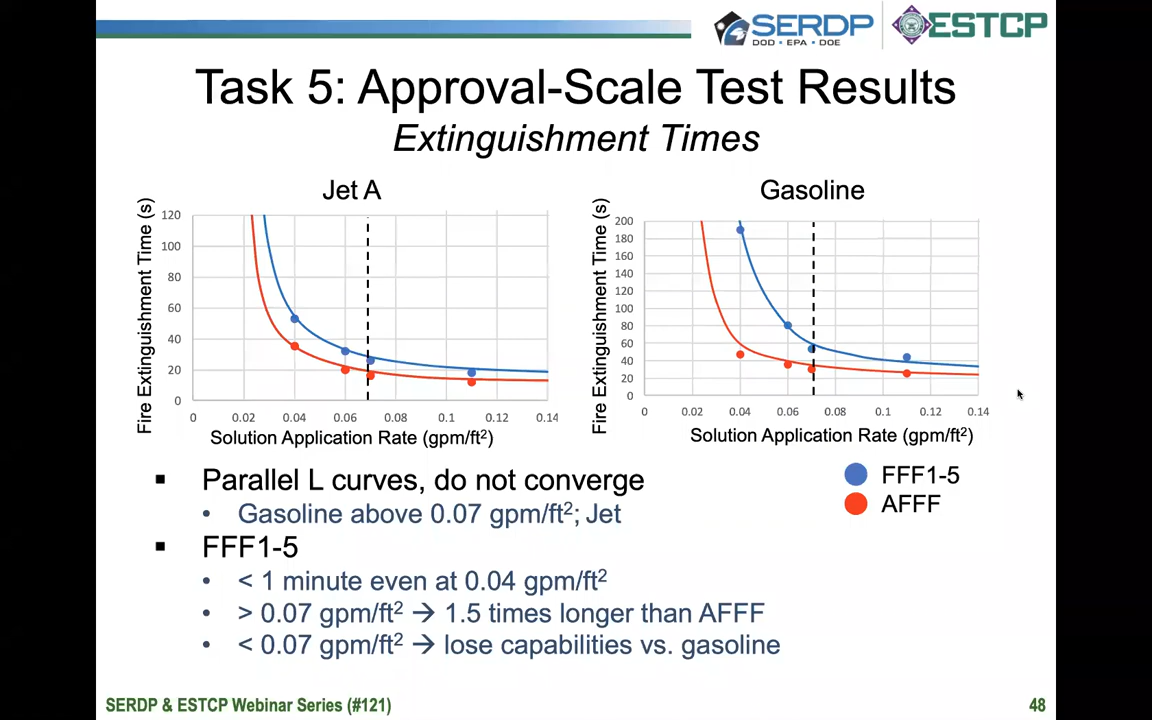 SERDP
DOD • EPA • DOE
ESTCP
Task 5: Approval-Scale Test Results
Extinguishment Times
Jet A
Fire Extinguishment Time (s)
120
100
80
60
40
20
0
0 0.02 0.04 0.06 0.08 0.1 0.12 0.14
Solution Application Rate (gpm/ft²)
Gasoline
Fire Extinguishment Time (s)
200
180
160
140
120
100
80
60
40
20
0
0 0.02 0.04 0.06 0.08 0.1 0.12 0.14
Solution Application Rate (gpm/ft²)
FFF1-5
AFFF
▪ Parallel L curves, do not converge
• Gasoline above 0.07 gpm/ft²; Jet
▪ FFF1-5
• < 1 minute even at 0.04 gpm/ft²
• > 0.07 gpm/ft² → 1.5 times longer than AFFF
• < 0.07 gpm/ft² → lose capabilities vs. gasoline
SERDP & ESTCP Webinar Series (#121)
48